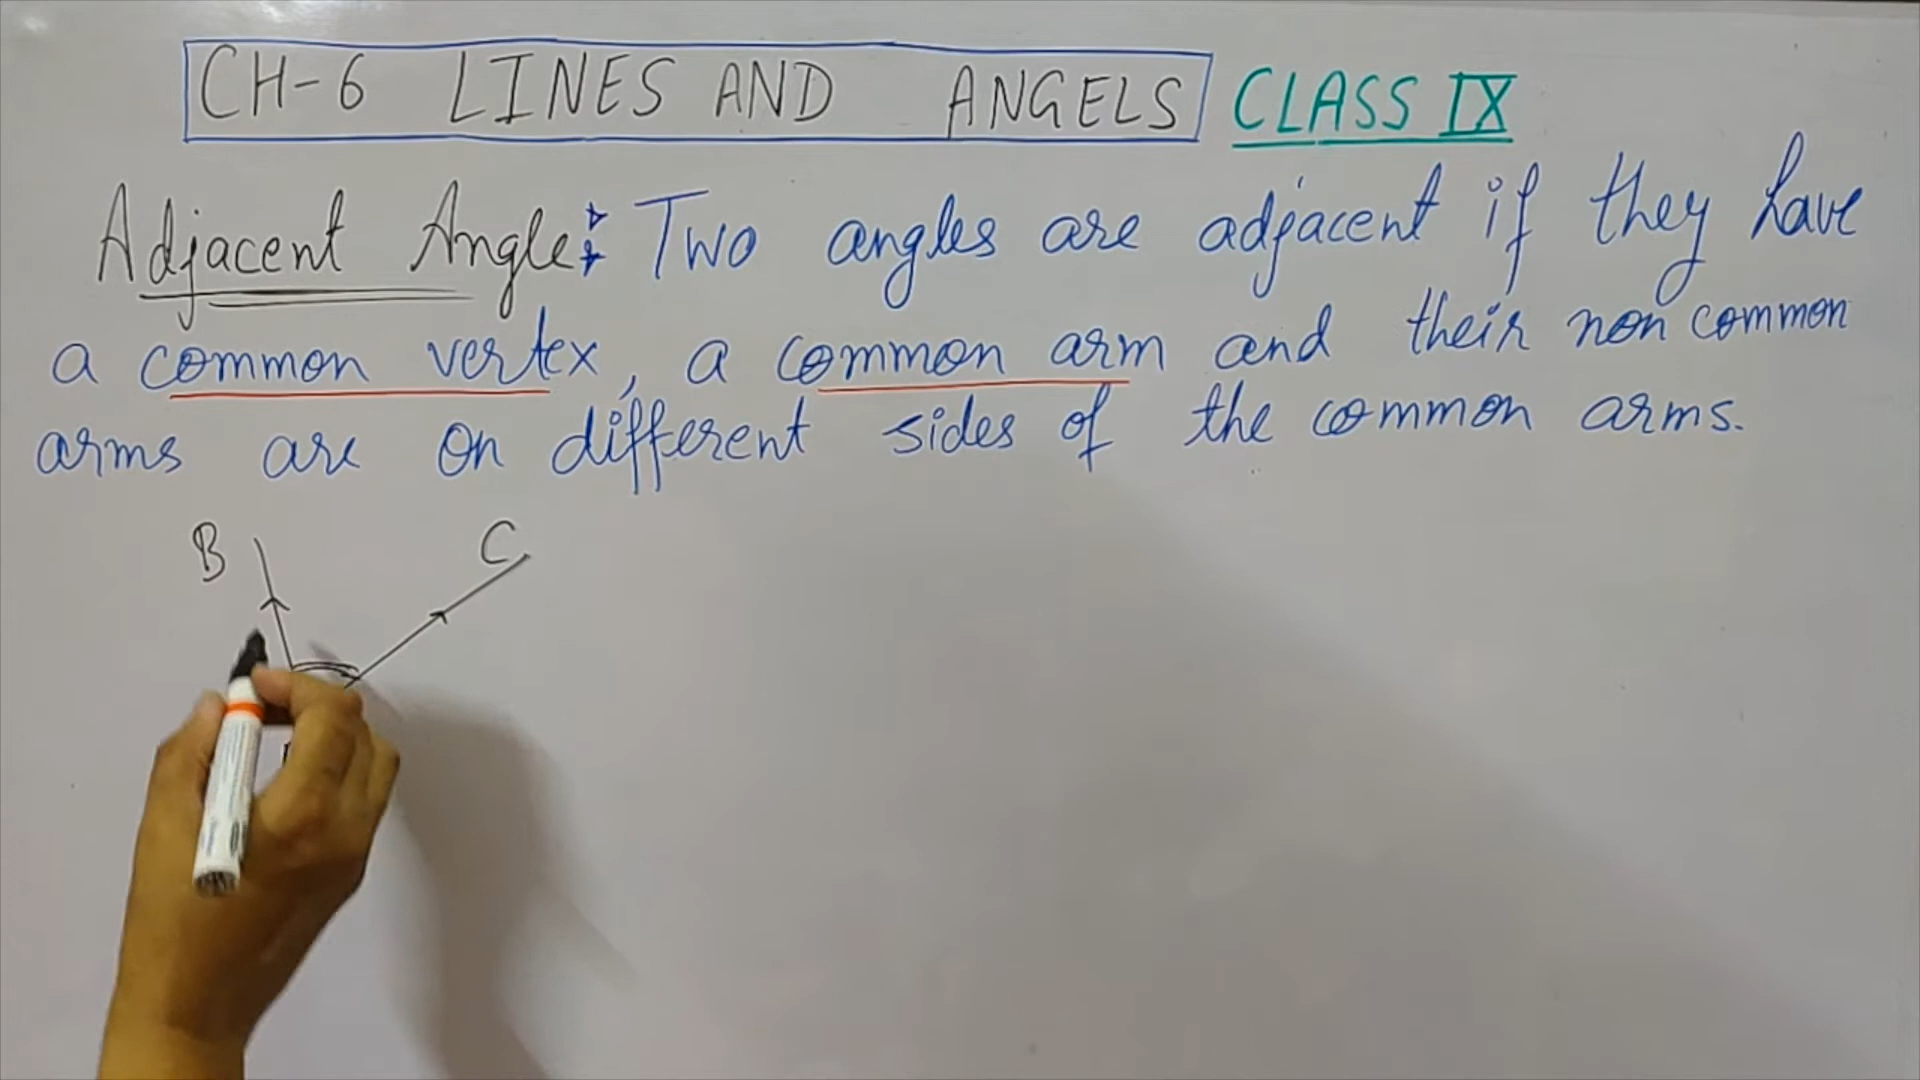 CH-6 LINES AND ANGELS CLASS IX
Adjacent Angle: Two angles are adjacent if they have
a common vertex, a common arm and their non common
arms are on different sides of the common arms.
B C